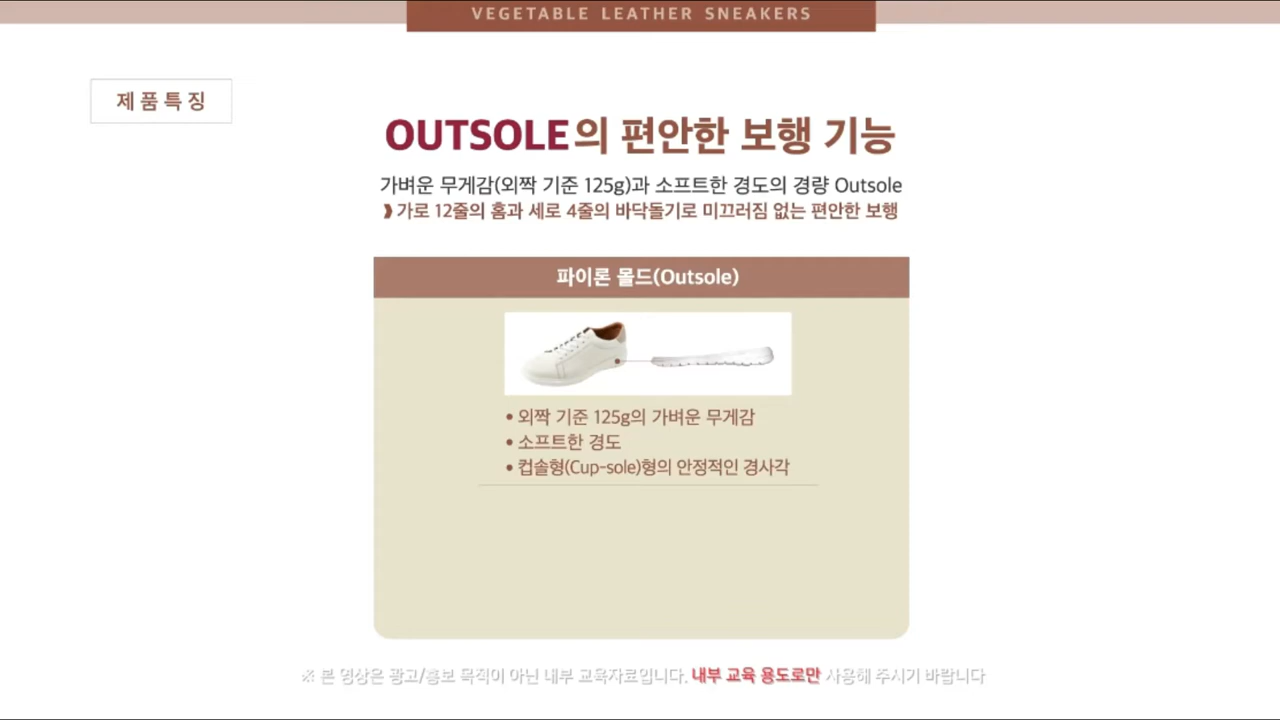 VEGETABLE LEATHER SNEAKERS
제품특징
OUTSOLE의 편안한 보행 기능
가벼운 무게감(외짝 기준 125g)과 소프트한 경도의 경량 Outsole
❱ 가로 12줄의 홈과 세로 4줄의 바닥돌기로 미끄러짐 없는 편안한 보행
파이론 몰드(Outsole)
• 외짝 기준 125g의 가벼운 무게감
• 소프트한 경도
• 컵솔형(Cup-sole)형의 안정적인 경사각
※ 본 영상은 광고/홍보 목적이 아닌 내부 교육자료입니다. 내부 교육 용도로만 사용해 주시기 바랍니다